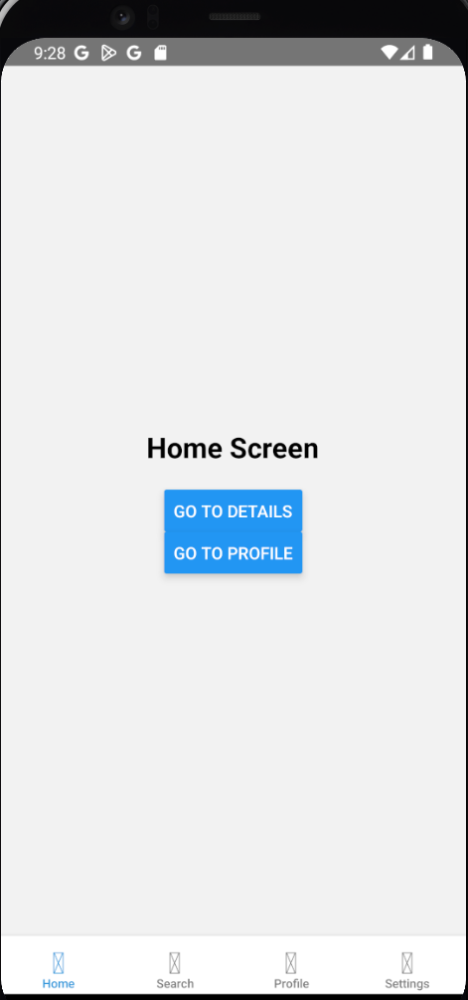 9:28
Home Screen
GO TO DETAILS
GO TO PROFILE
Home
Search
Profile
Settings